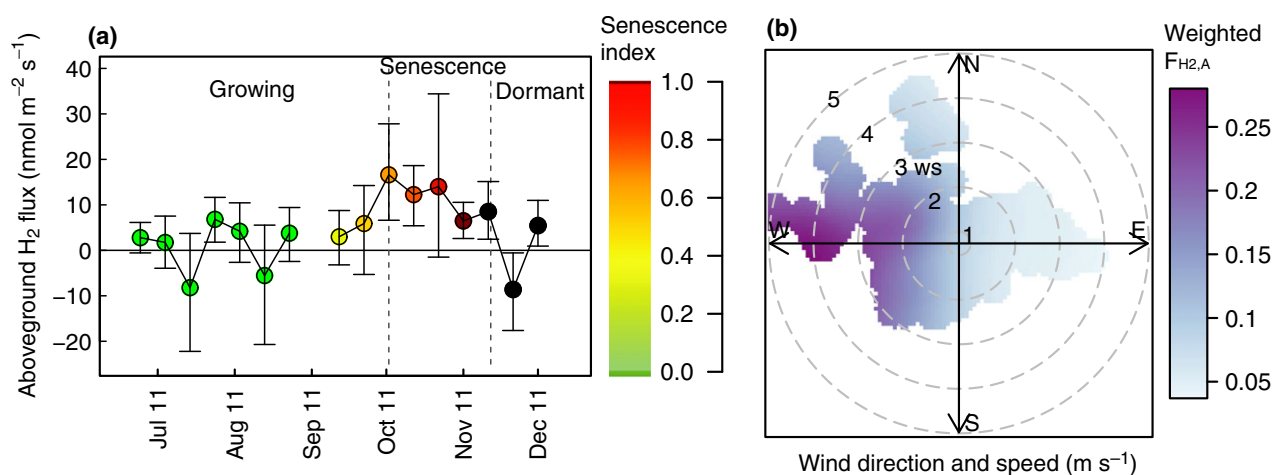 (a)
Aboveground H2 flux (nmol m−2 s−1)
40
30
20
10
0
−10
−20
Growing
Senescence
Dormant
Jul 11
Aug 11
Sep 11
Oct 11
Nov 11
Dec 11
Senescence
index
1.0
0.8
0.6
0.4
0.2
0.0
(b)
N
5
4
3 ws
2
1
W
E
S
Wind direction and speed (m s−1)
Weighted
FH2,A
0.25
0.2
0.15
0.1
0.05